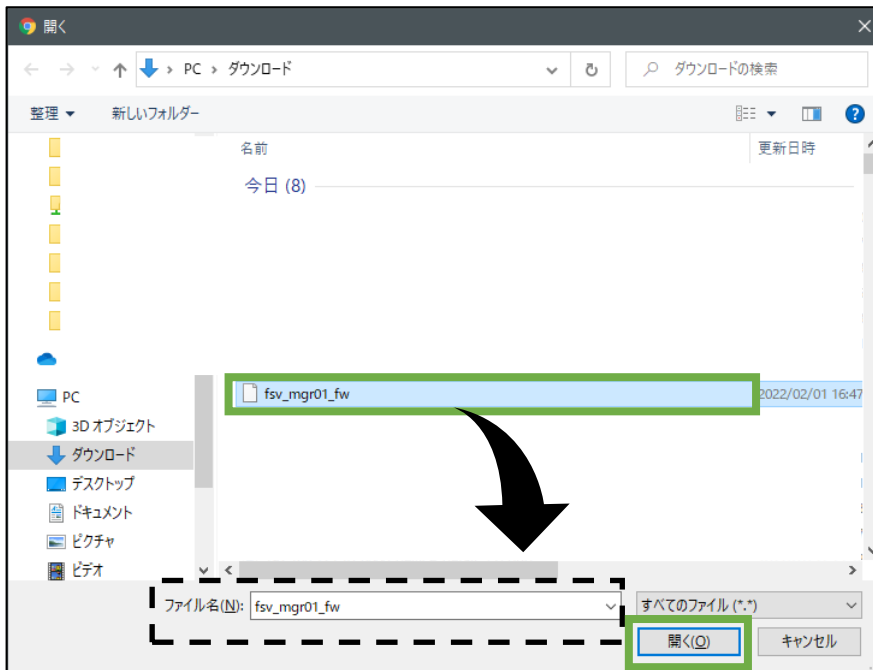 開く
PC › ダウンロード
ダウンロードの検索
整理 新しいフォルダー
名前 更新日時
今日 (8)
fsv_mgr01_fw 2022/02/01 16:47
PC
3D オブジェクト
ダウンロード
デスクトップ
ドキュメント
ピクチャ
ビデオ
ファイル名(N): fsv_mgr01_fw すべてのファイル (*.*)
開く(O) キャンセル